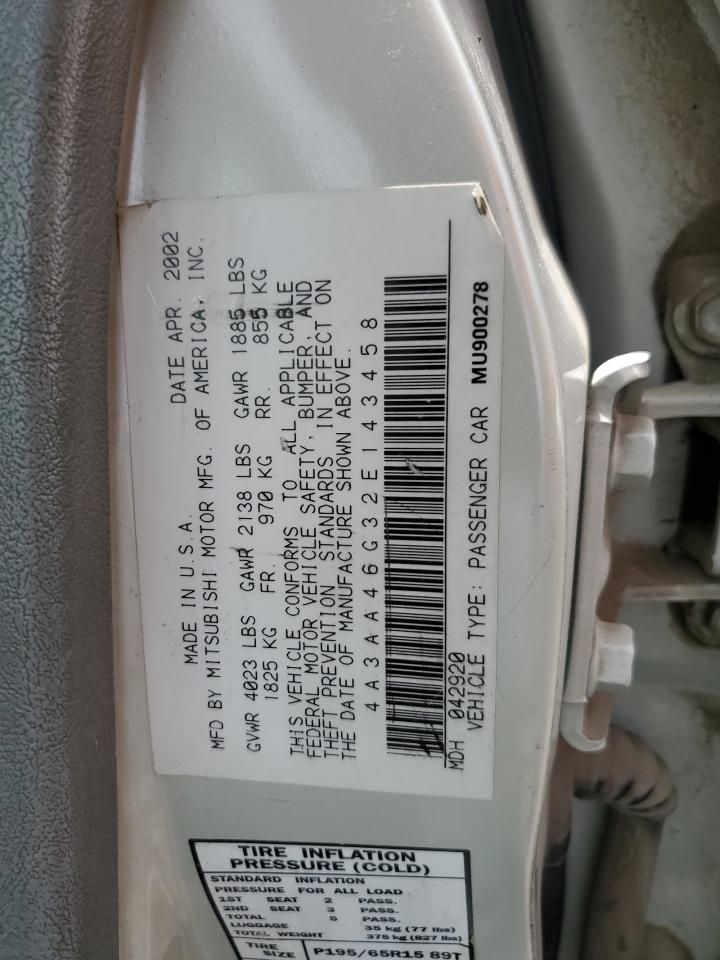 MADE IN U.S.A. DATE APR. 2002
MFD BY MITSUBISHI MOTOR MFG. OF AMERICA, INC.
GVWR 4023 LBS GAWR 2138 LBS GAWR 1885 LBS
1825 KG FR. 970 KG RR. 855 KG
THIS VEHICLE CONFORMS TO ALL APPLICABLE
FEDERAL MOTOR VEHICLE SAFETY, BUMPER, AND
THEFT PREVENTION STANDARDS IN EFFECT ON
THE DATE OF MANUFACTURE SHOWN ABOVE.
4A3AA46G32E143458
MDH 042920
VEHICLE TYPE: PASSENGER CAR MU900278
TIRE INFLATION
PRESSURE (COLD)
STANDARD INFLATION
PRESSURE FOR ALL LOAD
1ST SEAT 2 PASS.
2ND SEAT 3 PASS.
TOTAL 5 PASS.
LUGGAGE 35 kg (77 lbs)
TOTAL WEIGHT 375 kg (827 lbs)
TIRE SIZE P195/65R15 89T